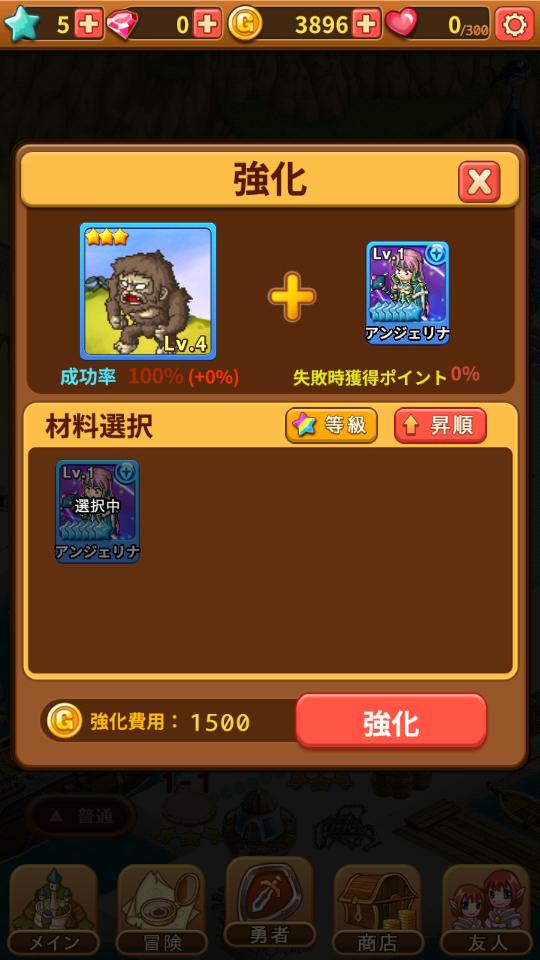 5 0 G 3896 0/300
強化
Lv.4
Lv.1
アンジェリナ
成功率 100% (+0%)
失敗時獲得ポイント 0%
材料選択
等級
昇順
Lv.1
選択中
アンジェリナ
G 強化費用： 1500
強化
1-1
▲ 普通
メイン
冒険
勇者
商店
友人